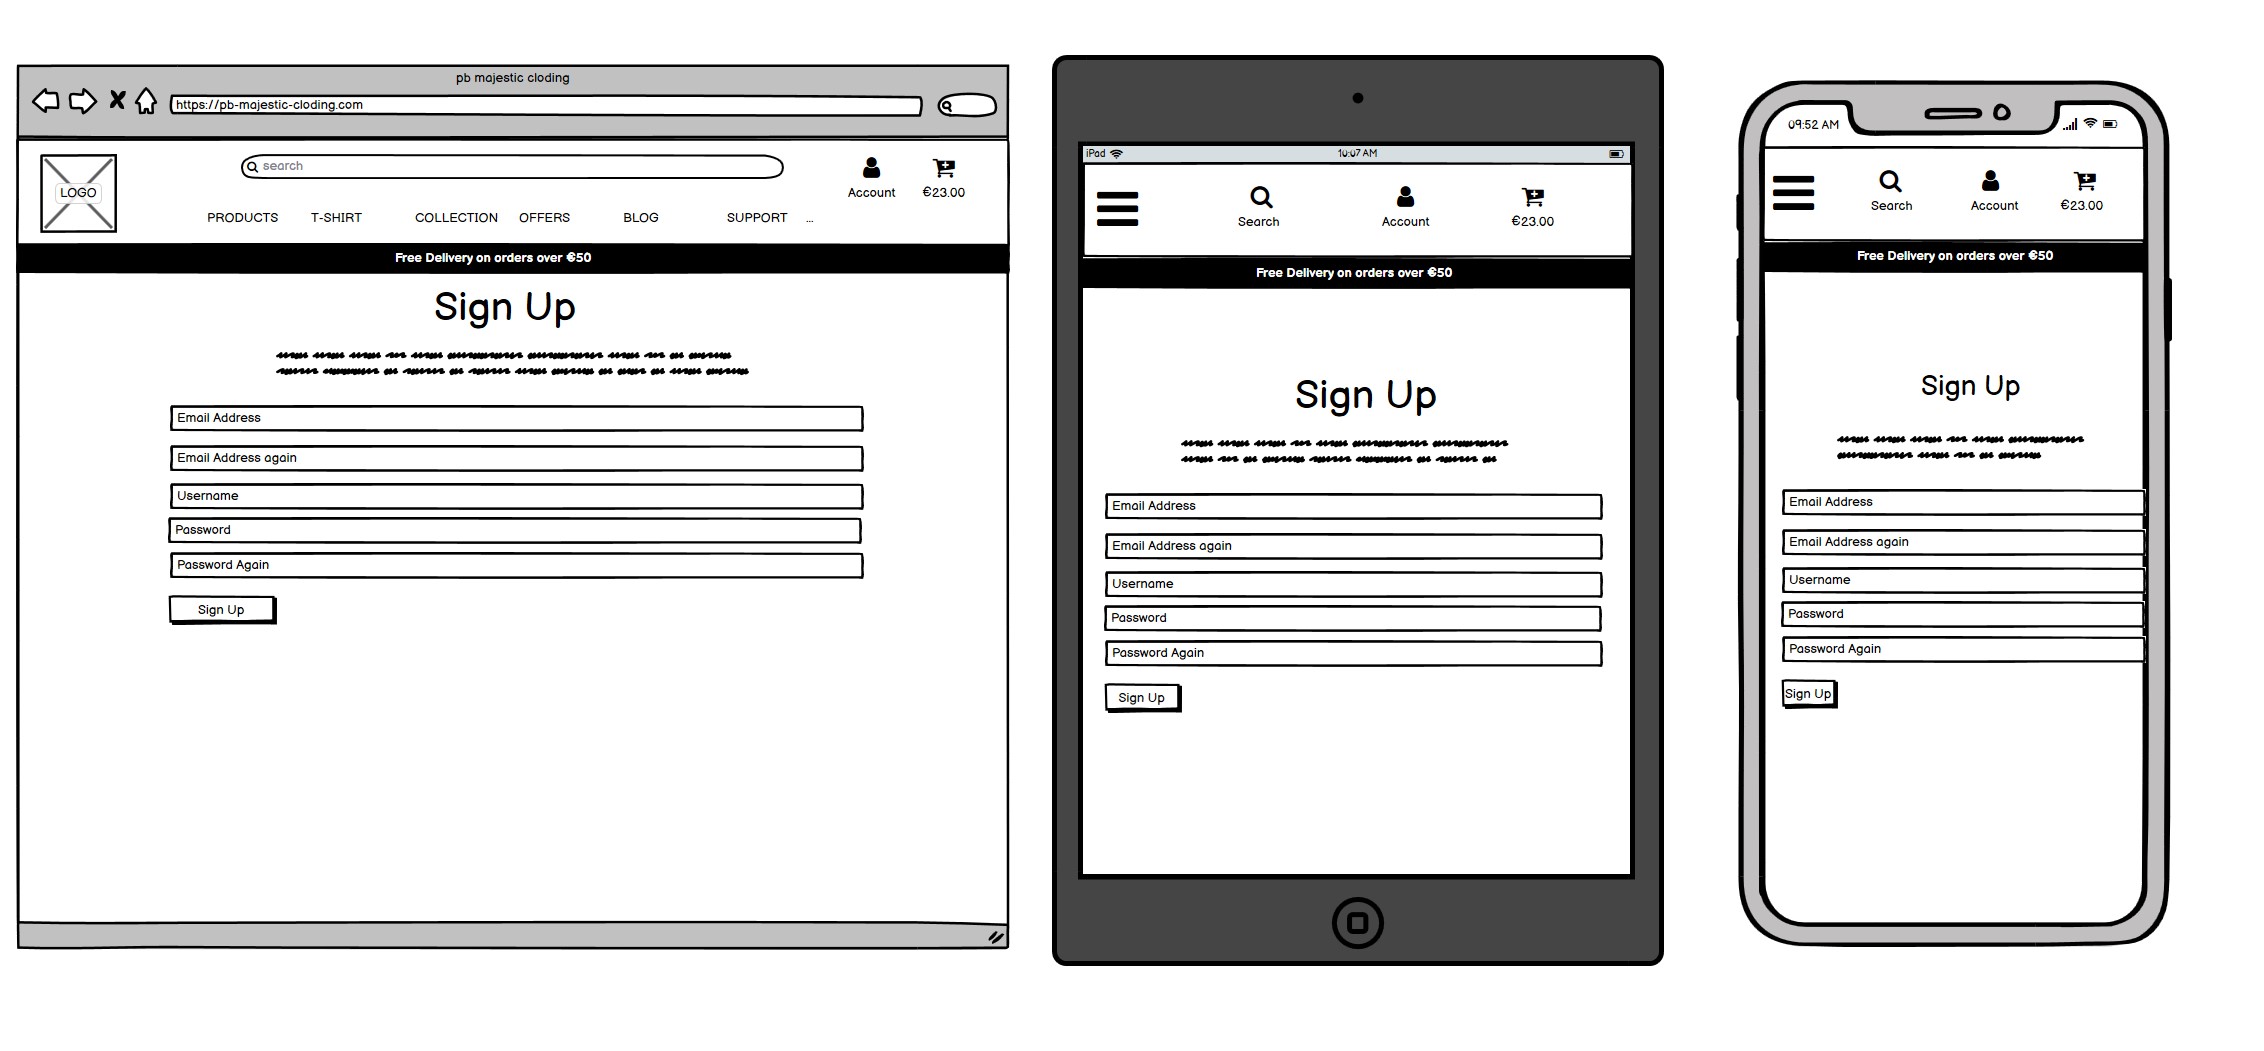 pb majestic cloding
https://pb-majestic-cloding.com
LOGO
search
Account
€23.00
PRODUCTS T-SHIRT COLLECTION OFFERS BLOG SUPPORT ...
Free Delivery on orders over €50
Sign Up
Email Address
Email Address again
Username
Password
Password Again
Sign Up
iPad
10:07 AM
Search
Account
€23.00
Free Delivery on orders over €50
Sign Up
Email Address
Email Address again
Username
Password
Password Again
Sign Up
09:52 AM
Search
Account
€23.00
Free Delivery on orders over €50
Sign Up
Email Address
Email Address again
Username
Password
Password Again
Sign Up